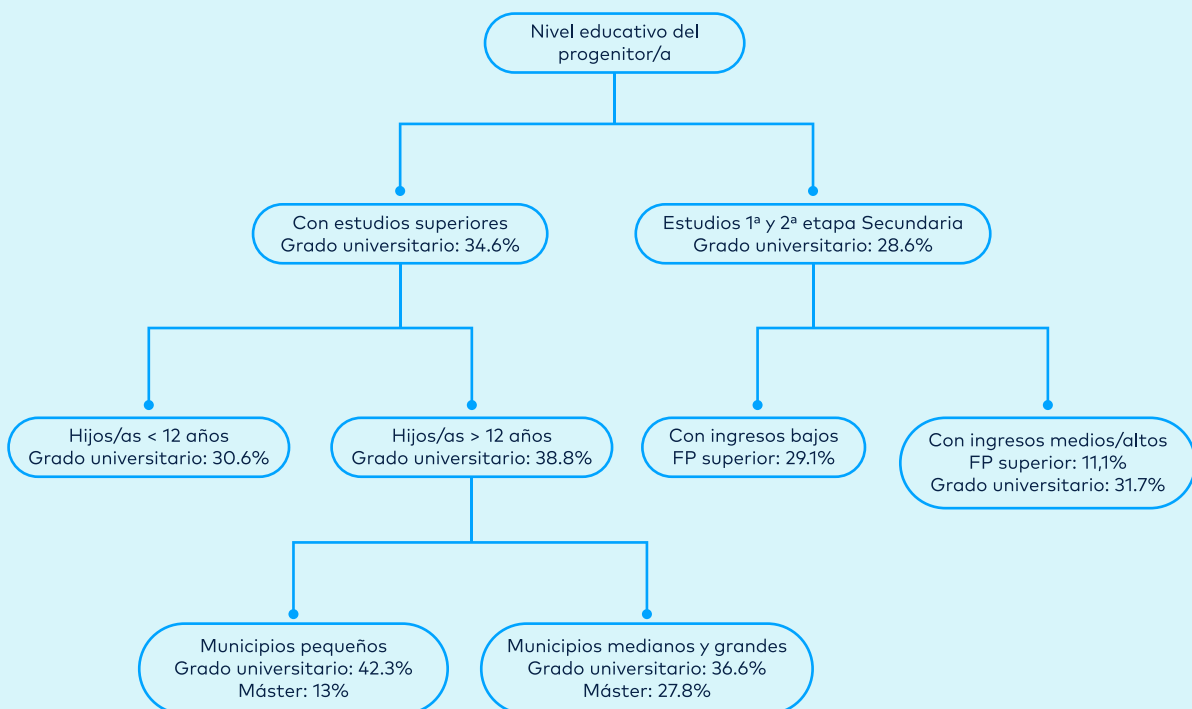 Nivel educativo del
progenitor/a
Con estudios superiores
Grado universitario: 34.6%
Estudios 1ª y 2ª etapa Secundaria
Grado universitario: 28.6%
Hijos/as < 12 años
Grado universitario: 30.6%
Hijos/as > 12 años
Grado universitario: 38.8%
Con ingresos bajos
FP superior: 29.1%
Con ingresos medios/altos
FP superior: 11,1%
Grado universitario: 31.7%
Municipios pequeños
Grado universitario: 42.3%
Máster: 13%
Municipios medianos y grandes
Grado universitario: 36.6%
Máster: 27.8%